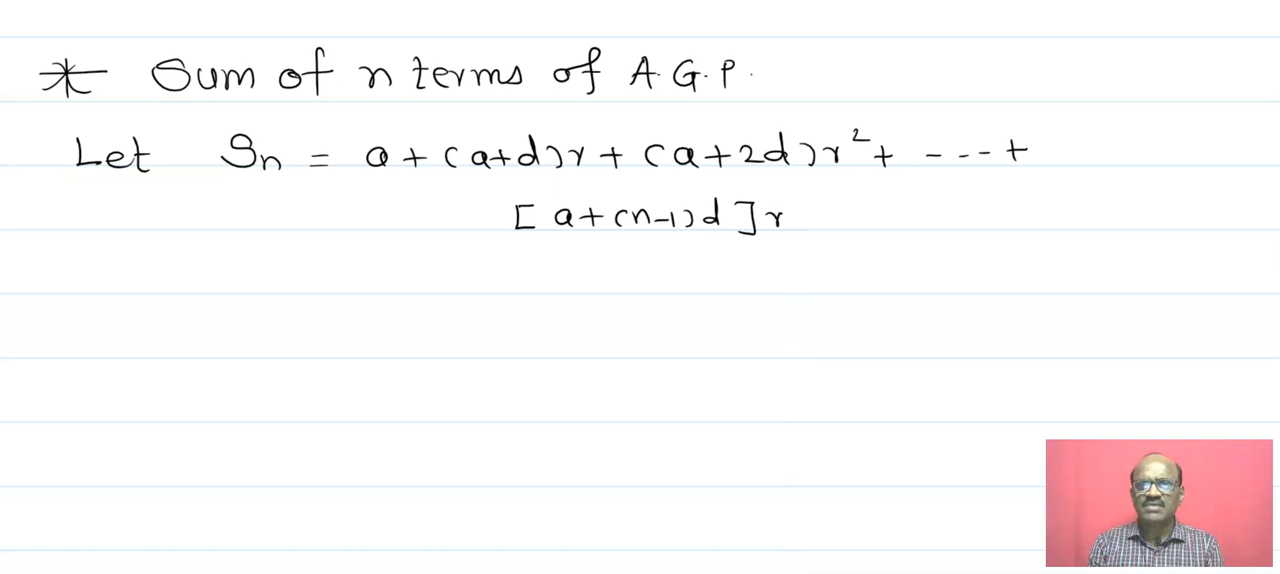 * Sum of n terms of A.G.P.
Let Sn = a + (a+d)r + (a+2d)r² + ---- +
[a+(n-1)d]r